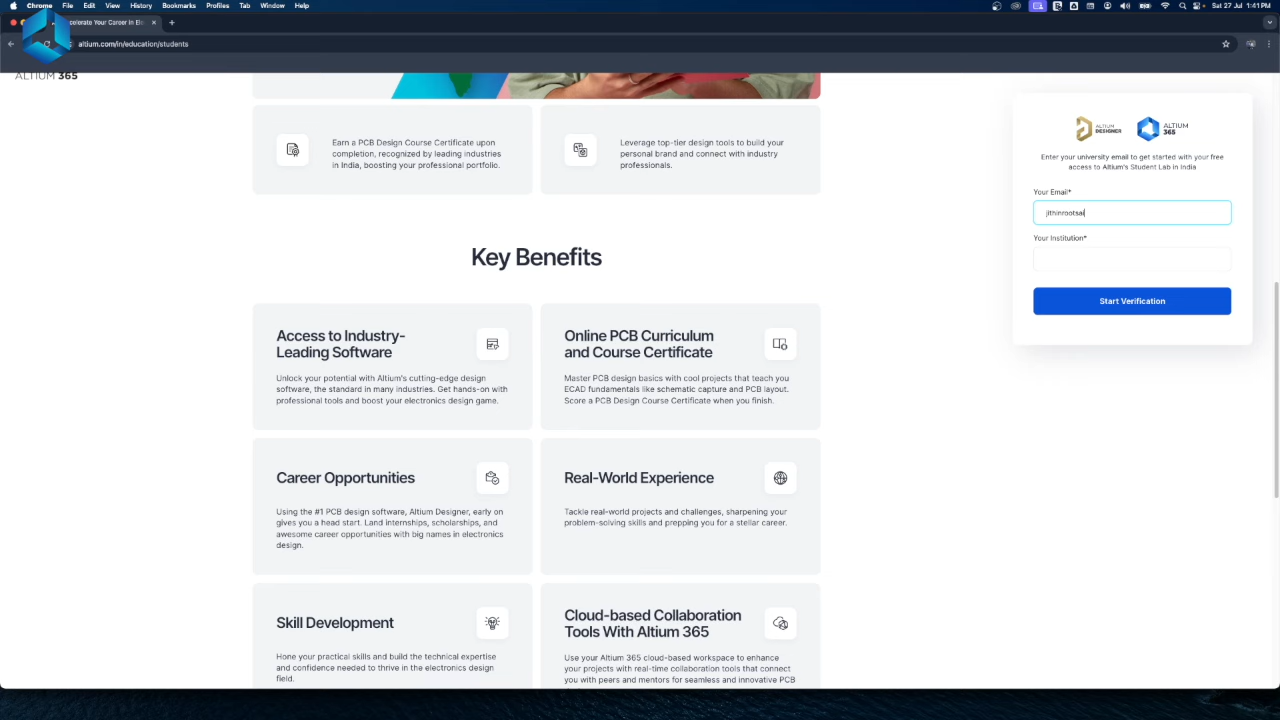 Chrome File Edit View History Bookmarks Profiles Tab Window Help
Sat 27 Jul 1:41 PM
celerate Your Career in Ele
altium.com/in/education/students
ALTIUM 365
Earn a PCB Design Course Certificate upon
completion, recognized by leading industries
in India, boosting your professional portfolio.
Leverage top-tier design tools to build your
personal brand and connect with industry
professionals.
Key Benefits
Access to Industry-
Leading Software
Unlock your potential with Altium's cutting-edge design
software, the standard in many industries. Get hands-on with
professional tools and boost your electronics design game.
Online PCB Curriculum
and Course Certificate
Master PCB design basics with cool projects that teach you
ECAD fundamentals like schematic capture and PCB layout.
Score a PCB Design Course Certificate when you finish.
Career Opportunities
Using the #1 PCB design software, Altium Designer, early on
gives you a head start. Land internships, scholarships, and
awesome career opportunities with big names in electronics
design.
Real-World Experience
Tackle real-world projects and challenges, sharpening your
problem-solving skills and prepping you for a stellar career.
Skill Development
Hone your practical skills and build the technical expertise
and confidence needed to thrive in the electronics design
field.
Cloud-based Collaboration
Tools With Altium 365
Use your Altium 365 cloud-based workspace to enhance
your projects with real-time collaboration tools that connect
you with peers and mentors for seamless and innovative PCB
ALTIUM
DESIGNER
ALTIUM
365
Enter your university email to get started with your free
access to Altium's Student Lab in India
Your Email*
jithinrootsai
Your Institution*
Start Verification